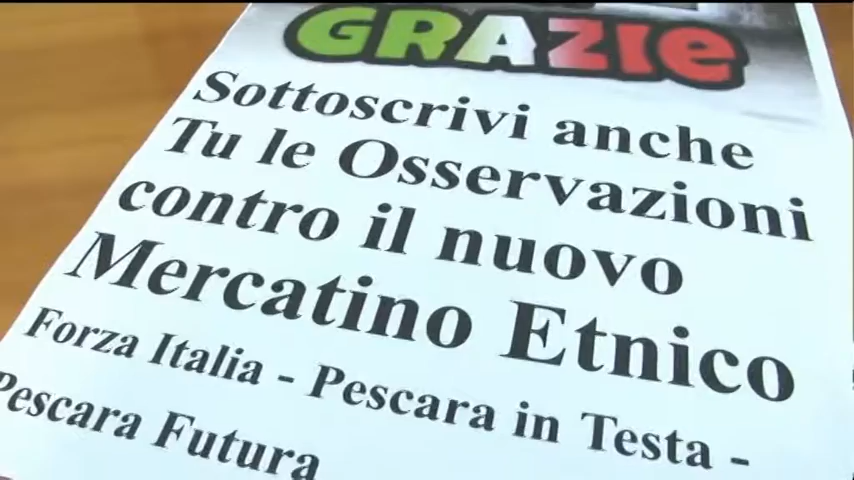 GRAZIE
Sottoscrivi anche
Tu le Osservazioni
contro il nuovo
Mercatino Etnico
Forza Italia - Pescara in Testa -
Pescara Futura